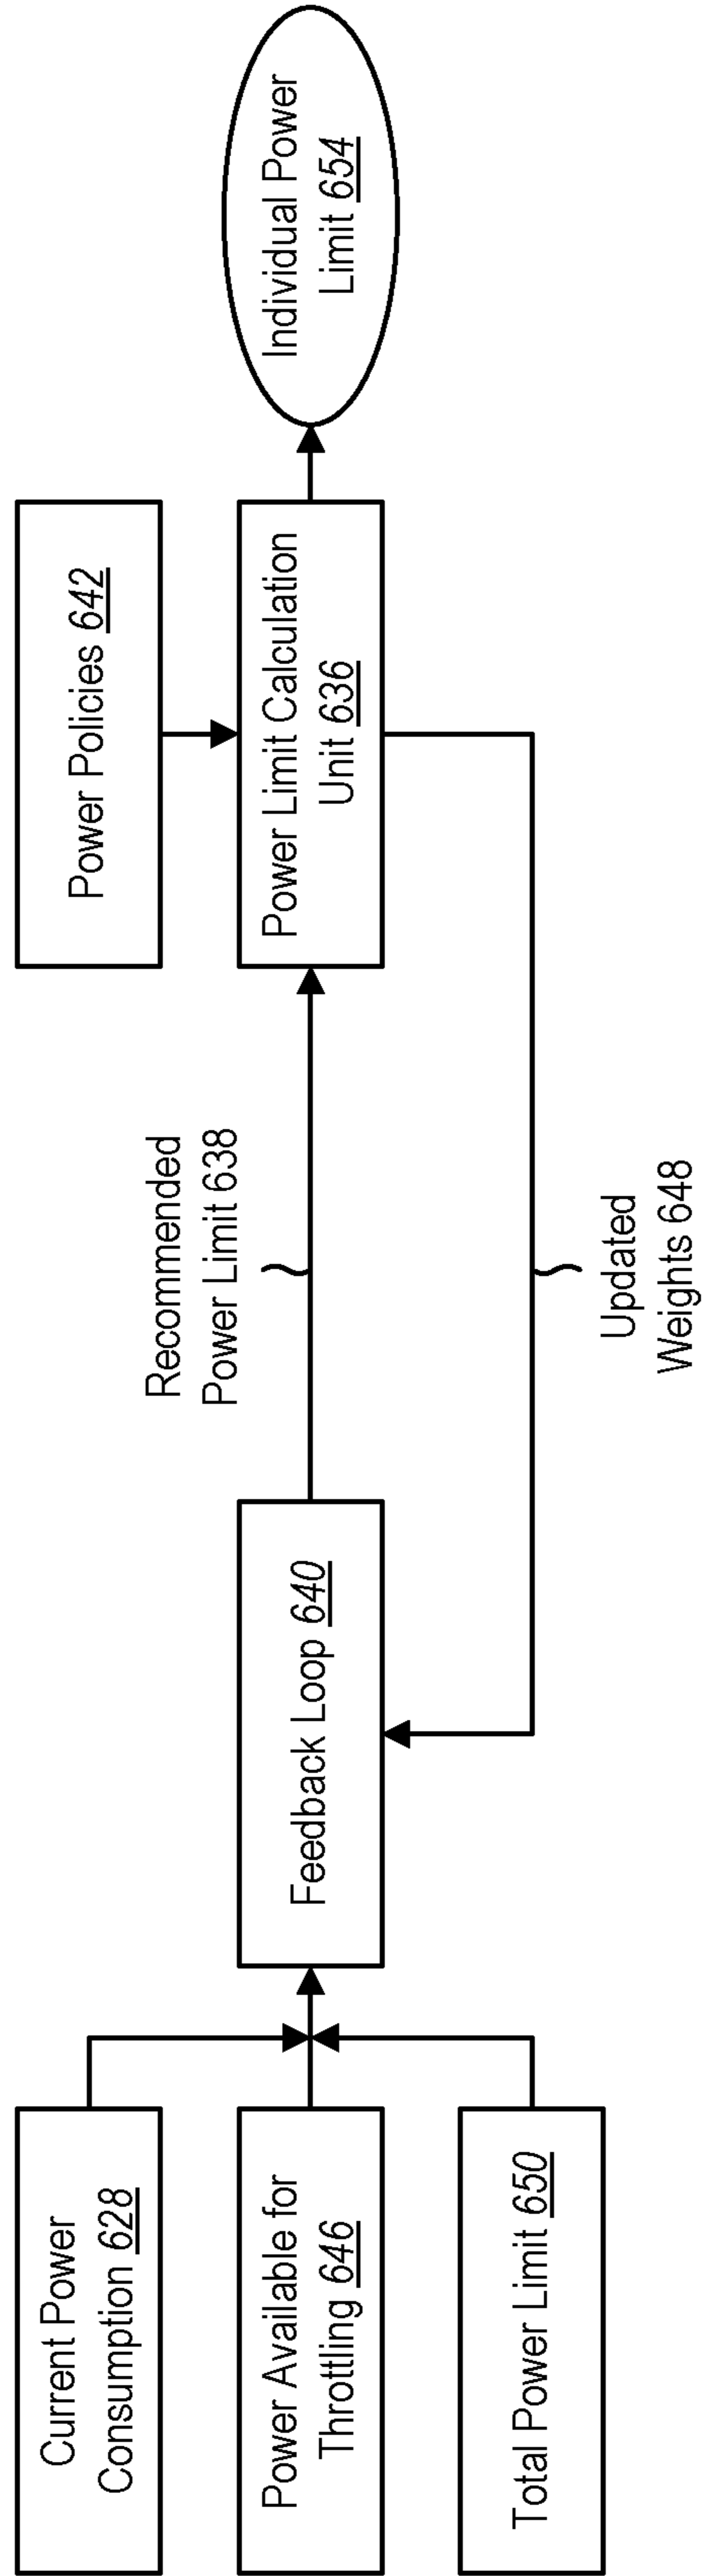 Current Power
Consumption 628
Power Available for
Throttling 646
Total Power Limit 650
Feedback Loop 640
Recommended
Power Limit 638
Updated
Weights 648
Power Policies 642
Power Limit Calculation
Unit 636
Individual Power
Limit 654